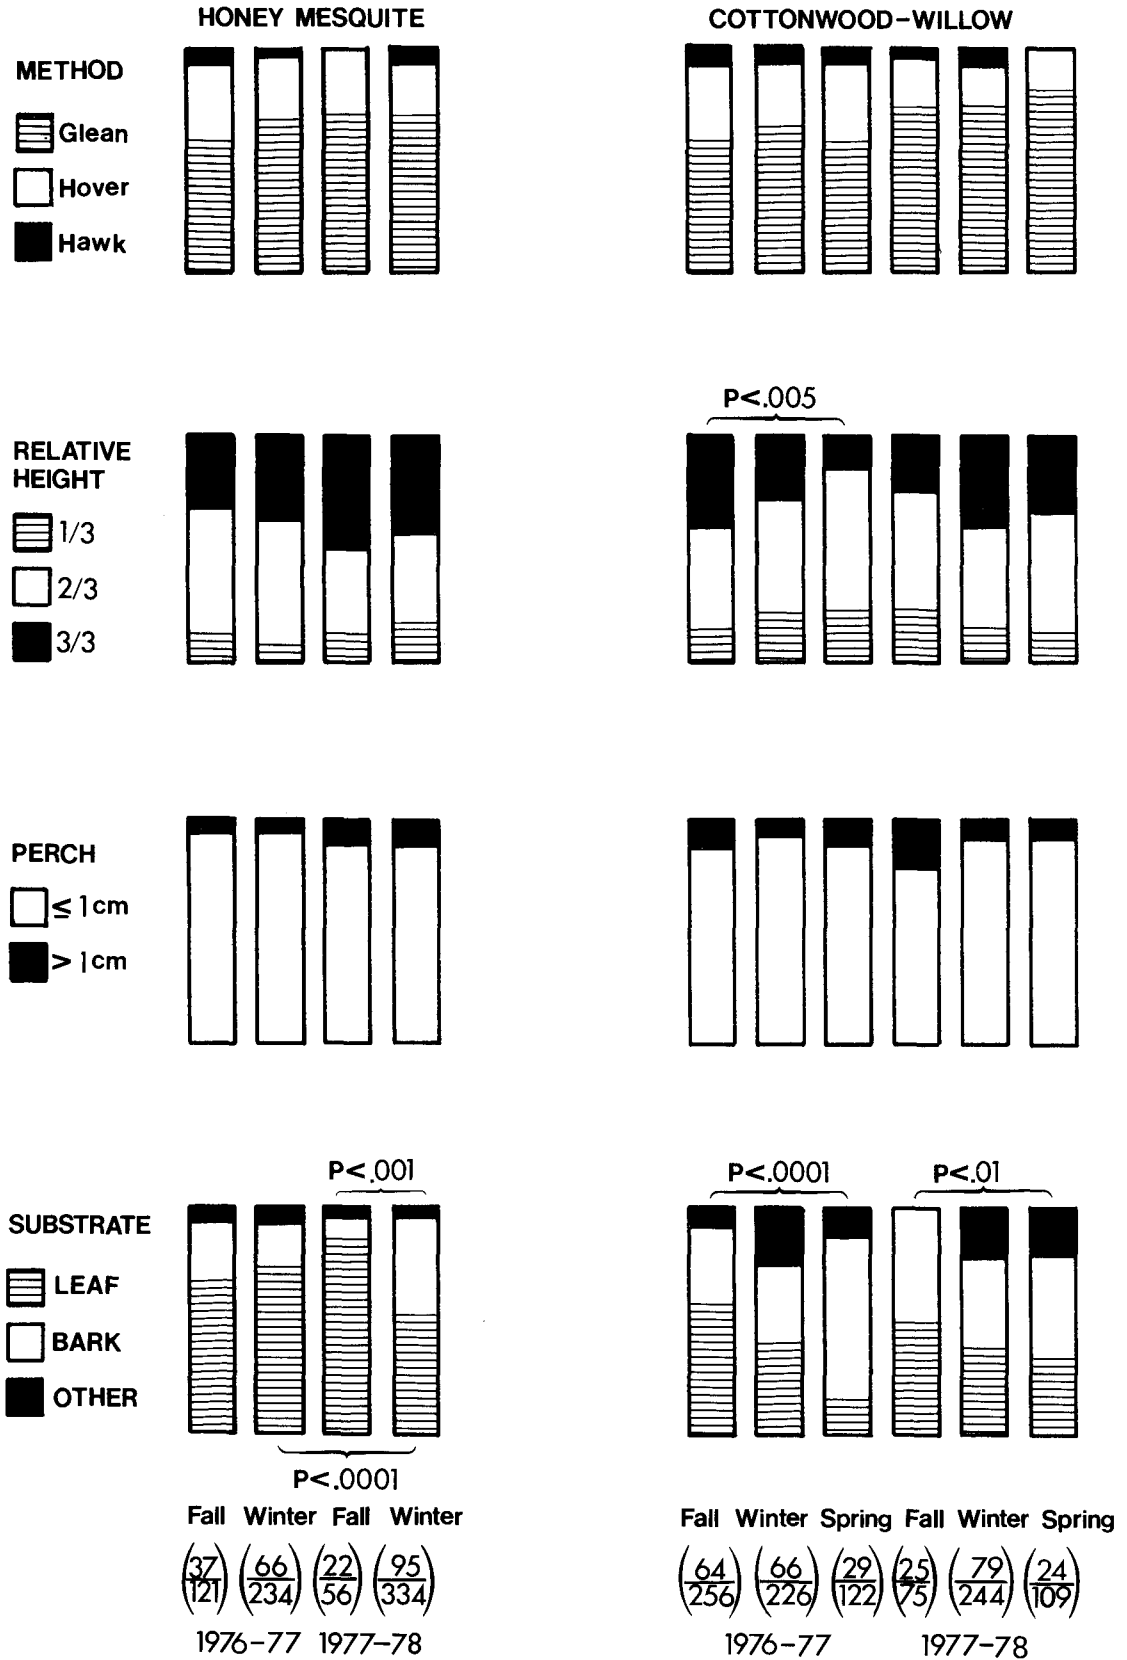 HONEY MESQUITE
COTTONWOOD-WILLOW
METHOD
Glean
Hover
Hawk
P<.005
RELATIVE
HEIGHT
1/3
2/3
3/3
PERCH
≤ 1cm
> 1cm
P<.001
P<.0001
P<.01
SUBSTRATE
LEAF
BARK
OTHER
P<.0001
Fall Winter Fall Winter
Fall Winter Spring Fall Winter Spring
(37/121) (66/234) (22/56) (95/334)
(64/256) (66/226) (29/122) (25/75) (79/244) (24/109)
1976-77 1977-78
1976-77 1977-78